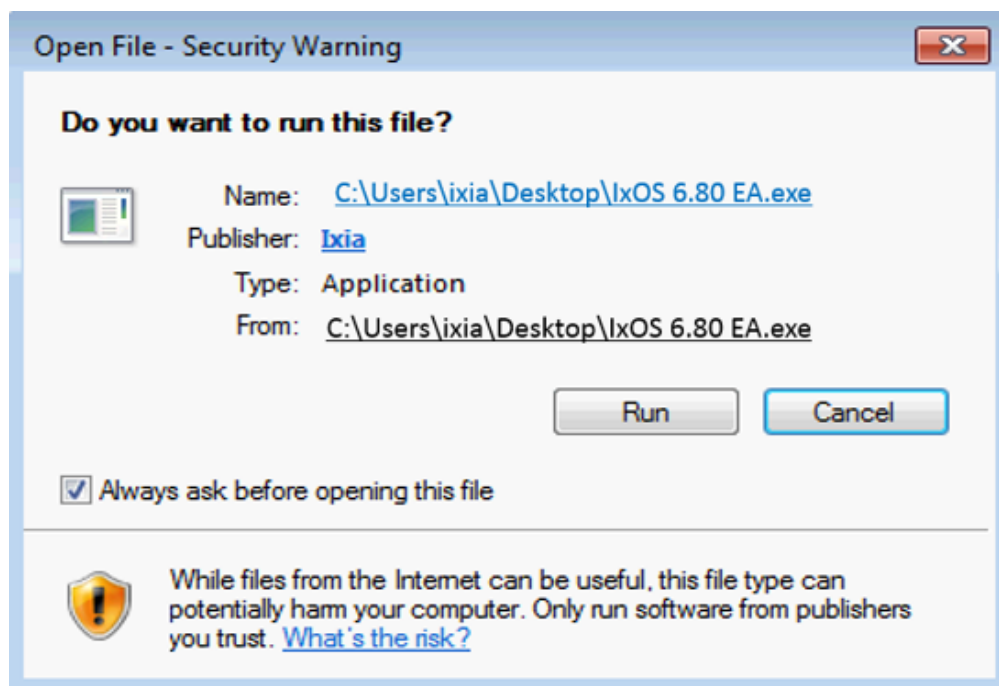 Open File - Security Warning
Do you want to run this file?
Name: C:\Users\ixia\Desktop\IxOS 6.80 EA.exe
Publisher: Ixia
Type: Application
From: C:\Users\ixia\Desktop\IxOS 6.80 EA.exe
Run Cancel
Always ask before opening this file
While files from the Internet can be useful, this file type can
potentially harm your computer. Only run software from publishers
you trust. What's the risk?